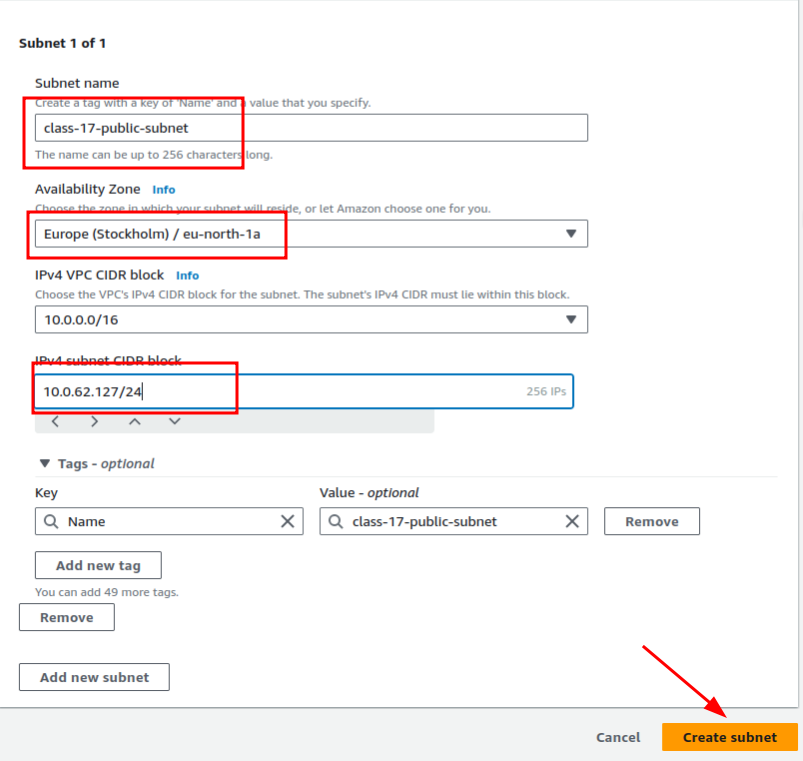 Subnet 1 of 1
Subnet name
Create a tag with a key of 'Name' and a value that you specify.
class-17-public-subnet
The name can be up to 256 characters long.
Availability Zone Info
Choose the zone in which your subnet will reside, or let Amazon choose one for you.
Europe (Stockholm) / eu-north-1a
IPv4 VPC CIDR block Info
Choose the VPC's IPv4 CIDR block for the subnet. The subnet's IPv4 CIDR must lie within this block.
10.0.0.0/16
IPv4 subnet CIDR block
10.0.62.127/24 256 IPs
Tags - optional
Key Value - optional
Name class-17-public-subnet Remove
Add new tag
You can add 49 more tags.
Remove
Add new subnet
Cancel Create subnet